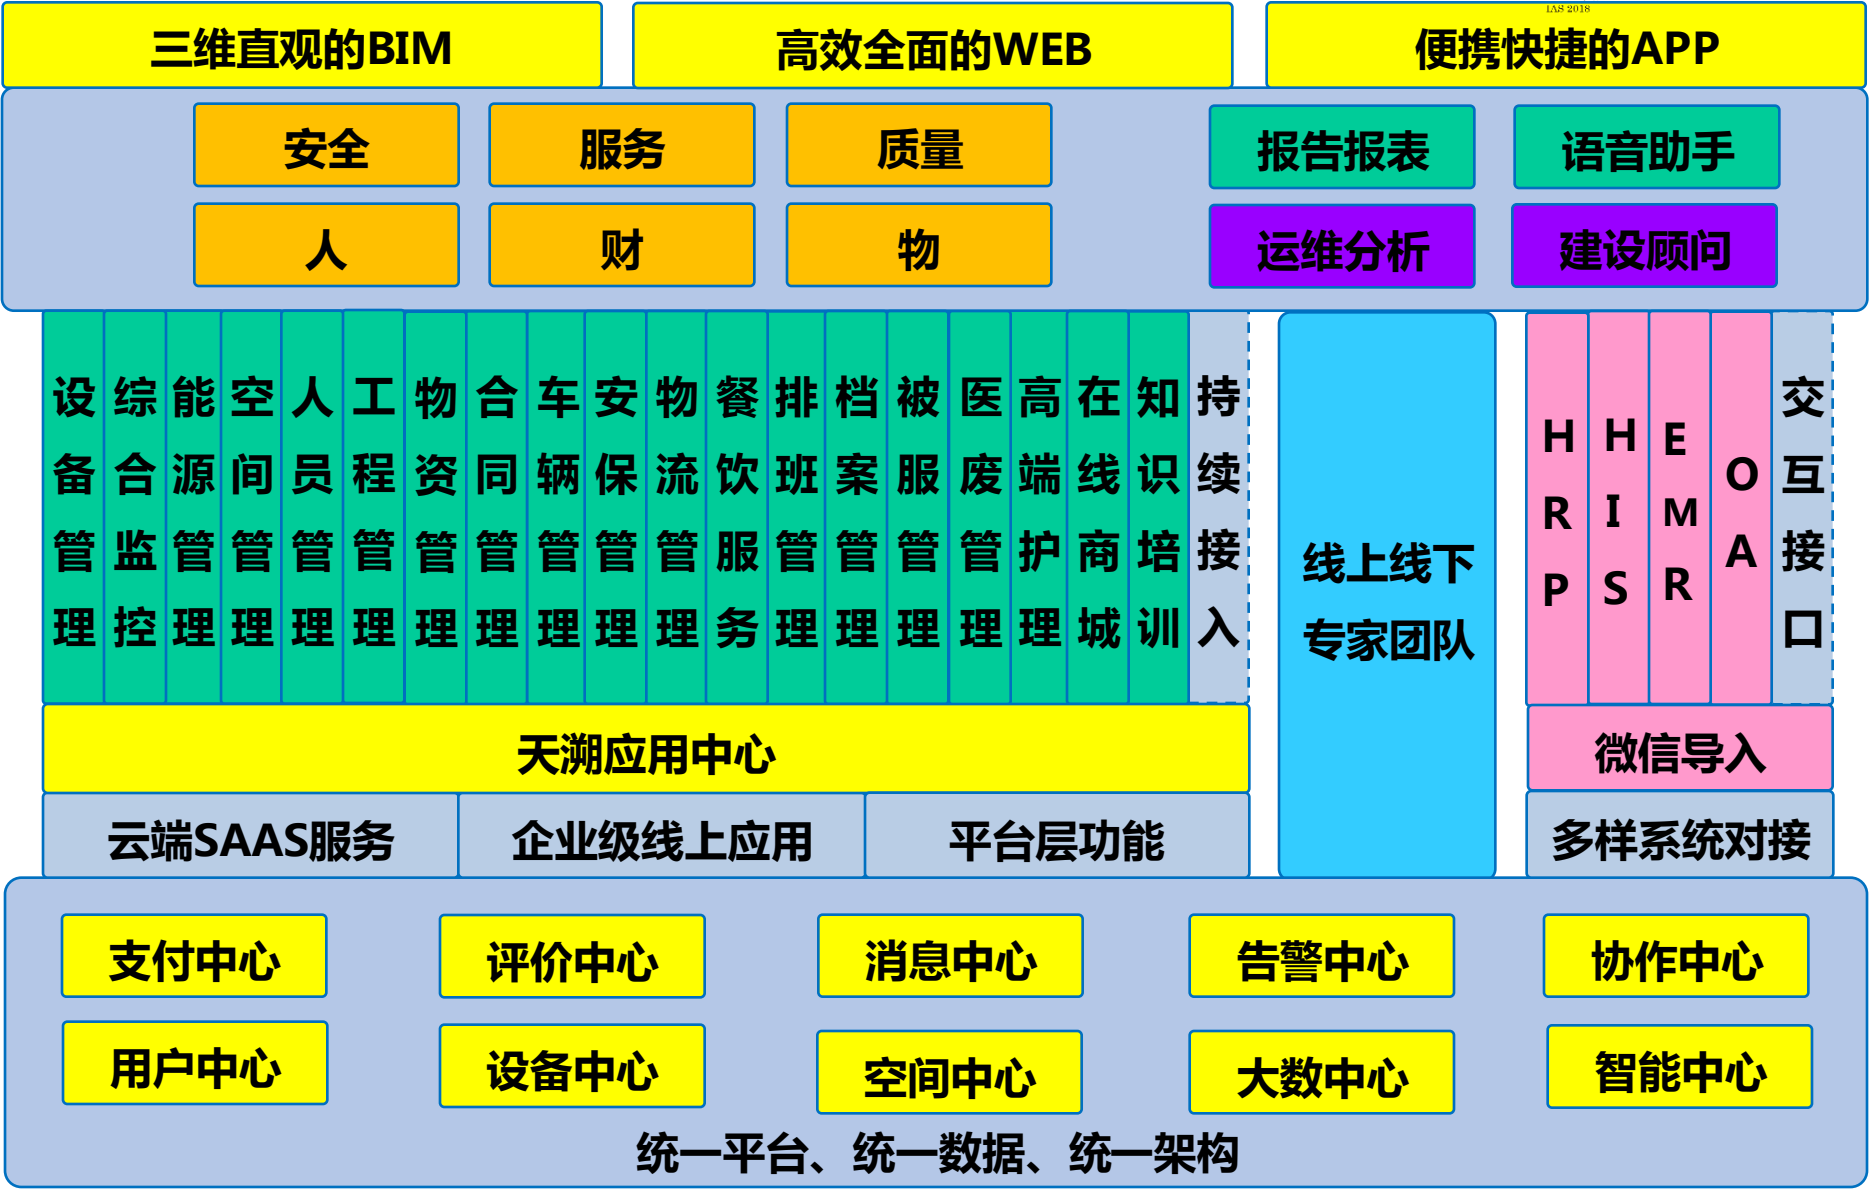 IAS 2018
三维直观的BIM
高效全面的WEB
便携快捷的APP
安全
服务
质量
报告报表
语音助手
人
财
物
运维分析
建设顾问
设备管理
综合监控
能源管理
空间管理
人员管理
工程管理
物资管理
合同管理
车辆管理
安保管理
物流管理
餐饮服务
排班管理
档案管理
被服管理
医废管理
高端护理
在线商城
知识培训
持续接入
线上线下
专家团队
HRP
HIS
EMR
OA
交互接口
天溯应用中心
微信导入
云端SAAS服务
企业级线上应用
平台层功能
多样系统对接
支付中心
评价中心
消息中心
告警中心
协作中心
用户中心
设备中心
空间中心
大数中心
智能中心
统一平台、统一数据、统一架构